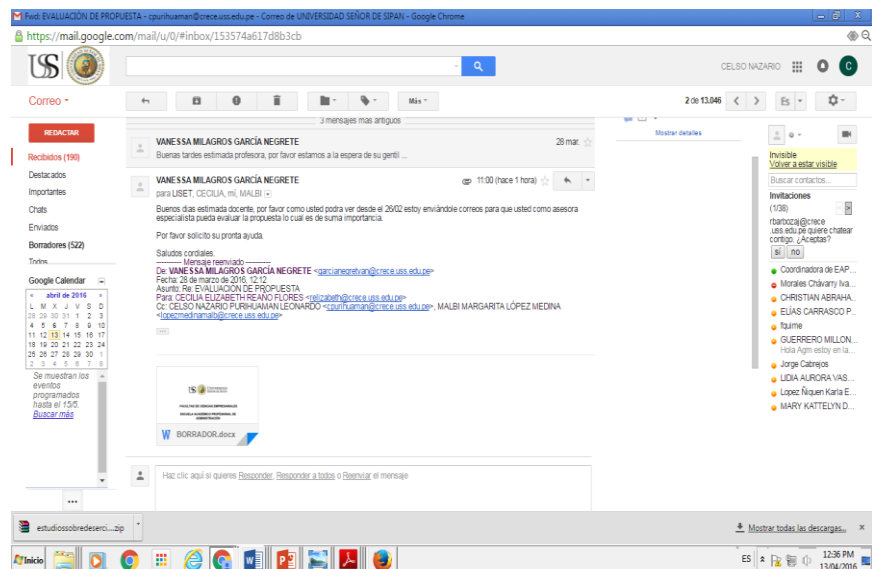 Fwd: EVALUACIÓN DE PROPUESTA - cpurihuaman@crece.uss.edu.pe - Correo de UNIVERSIDAD SEÑOR DE SIPAN - Google Chrome
https://mail.google.com/mail/u/0/#inbox/153574a617d8b3cb
USS
CELSO NAZARIO
C
Correo
Más
2 de 13.046
Es
3 mensajes más antiguos
Mostrar detalles
REDACTAR
Recibidos (190)
Destacados
Importantes
Chats
Enviados
Borradores (522)
Todos
VANESSA MILAGROS GARCÍA NEGRETE
28 mar.
Buenas tardes estimada profesora, por favor estamos a la espera de su gentil ...
VANESSA MILAGROS GARCÍA NEGRETE
11:00 (hace 1 hora)
para LISET, CECILIA, mí, MALBI
Buenos dias estimada docente, por favor como usted podra ver desde el 26/02 estoy enviándole correos para que usted como asesora
especialista pueda evaluar la propuesta lo cual es de suma importancia.
Por favor solicito su pronta ayuda.
Saludos cordiales.
---------- Mensaje reenviado ----------
De: VANESSA MILAGROS GARCÍA NEGRETE <garcianegretvan@crece.uss.edu.pe>
Fecha: 28 de marzo de 2016, 12:12
Asunto: Re: EVALUACIÓN DE PROPUESTA
Para: CECILIA ELIZABETH REAÑO FLORES <relizabeth@crece.uss.edu.pe>
Cc: CELSO NAZARIO PURIHUAMAN LEONARDO <cpurihuaman@crece.uss.edu.pe>, MALBI MARGARITA LÓPEZ MEDINA
<lopezmedinamalb@crece.uss.edu.pe>
Google Calendar
abril de 2016
L M X J V S D
28 29 30 31 1 2 3
4 5 6 7 8 9 10
11 12 13 14 15 16 17
18 19 20 21 22 23 24
25 26 27 28 29 30 1
2 3 4 5 6 7 8
Se muestran los
eventos
programados
hasta el 15/5.
Buscar más
USS
FACULTAD DE CIENCIAS EMPRESARIALES
ESCUELA ACADÉMICO PROFESIONAL DE
ADMINISTRACIÓN
W BORRADOR.docx
Haz clic aquí si quieres Responder, Responder a todos o Reenviar el mensaje
Invisible
Volver a estar visible
Buscar contactos...
Invitaciones
(1/38)
rbarbozaj@crece
.uss.edu.pe quiere chatear
contigo. ¿Aceptas?
sí no
Coordinadora de EAP...
Morales Chávarry Iva...
CHRISTIAN ABRAHA...
ELÍAS CARRASCO P...
fquime
GUERRERO MILLON...
Hola Agm estoy en la...
Jorge Cabrejos
LIDIA AURORA VAS...
Lopez Ñiquen Karla E...
MARY KATTELYN D...
estudiossobredeserci....zip
Mostrar todas las descargas...
Inicio
ES
12:36 PM
13/04/2016